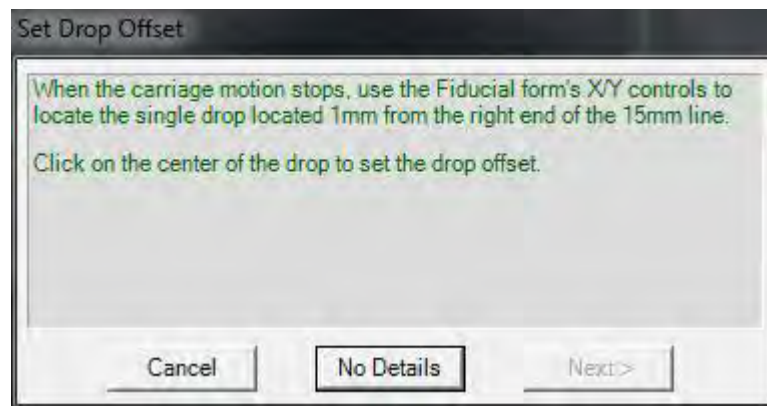 Set Drop Offset
When the carriage motion stops, use the Fiducial form's X/Y controls to
locate the single drop located 1mm from the right end of the 15mm line.
Click on the center of the drop to set the drop offset.
Cancel
No Details
Next >